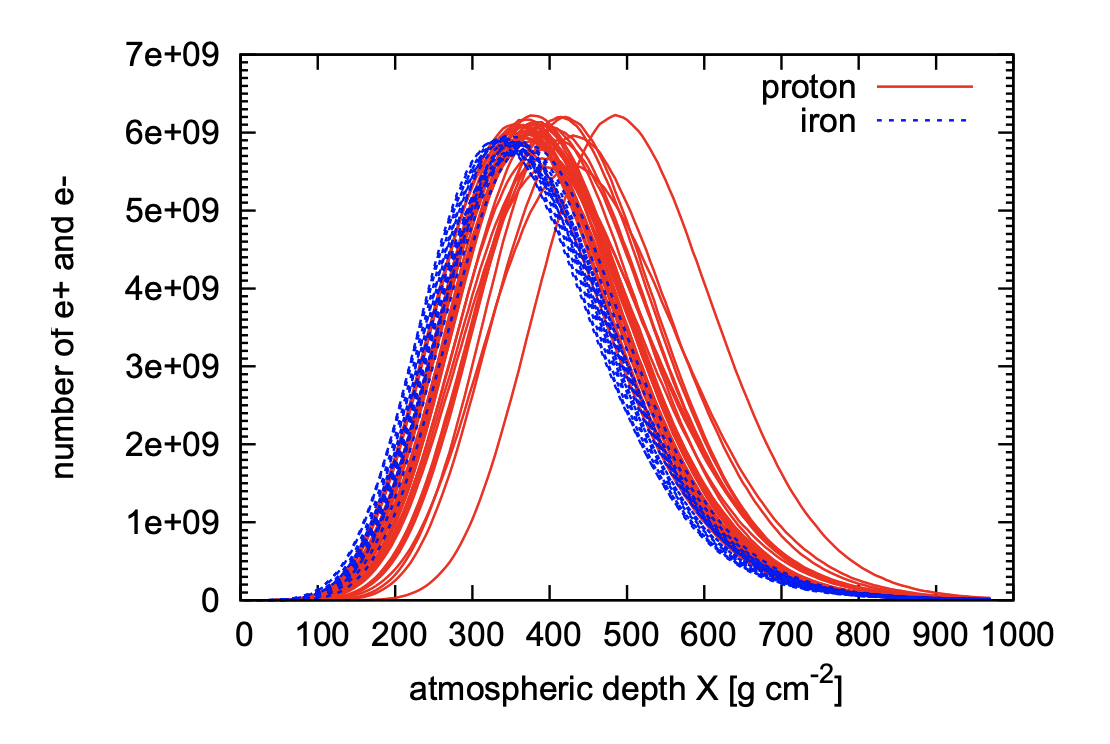 7e+09
6e+09
5e+09
4e+09
3e+09
2e+09
1e+09
0
number of e+ and e-
proton
iron
0 100 200 300 400 500 600 700 800 900 1000
atmospheric depth X [g cm-2]